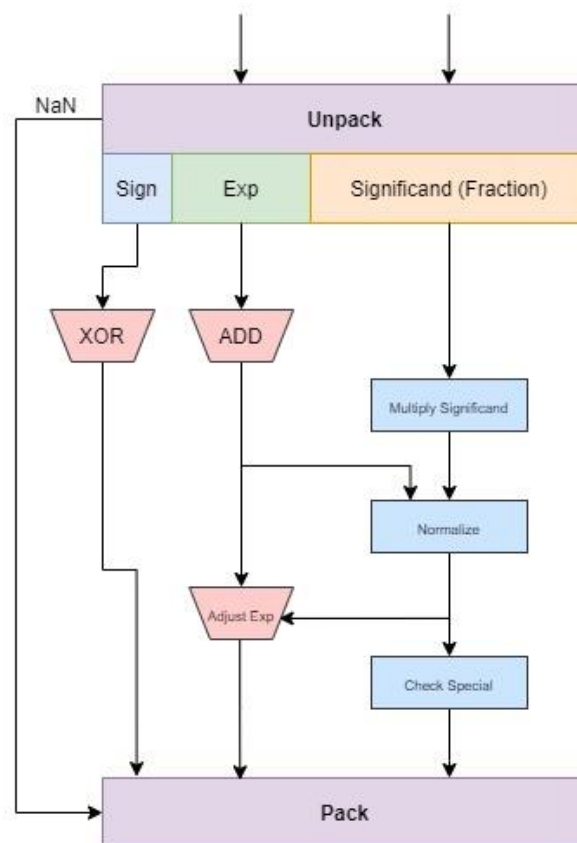 NaN
Unpack
Sign
Exp
Significand (Fraction)
XOR
ADD
Multiply Significand
Normalize
Adjust Exp
Check Special
Pack